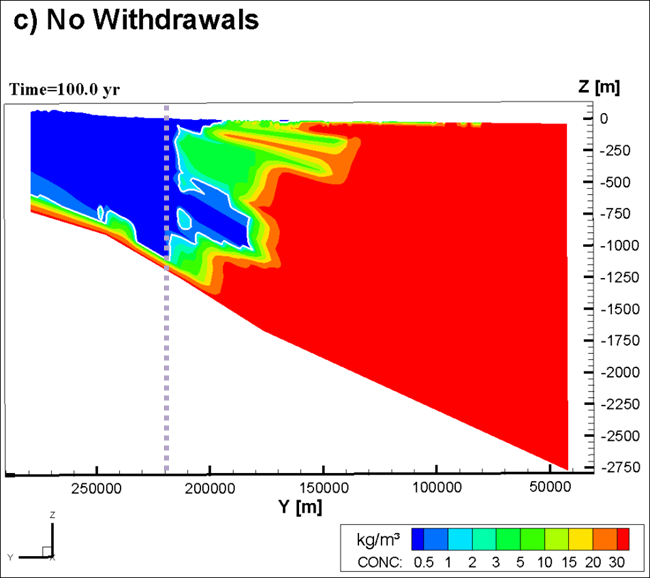 c) No Withdrawals
Time=100.0 yr
Z [m]
0
-250
-500
-750
-1000
-1250
-1500
-1750
-2000
-2250
-2500
-2750
250000 200000 150000 100000 50000
Y [m]
Z
Y X
kg/m³
CONC: 0.5 1 2 3 5 10 15 20 30